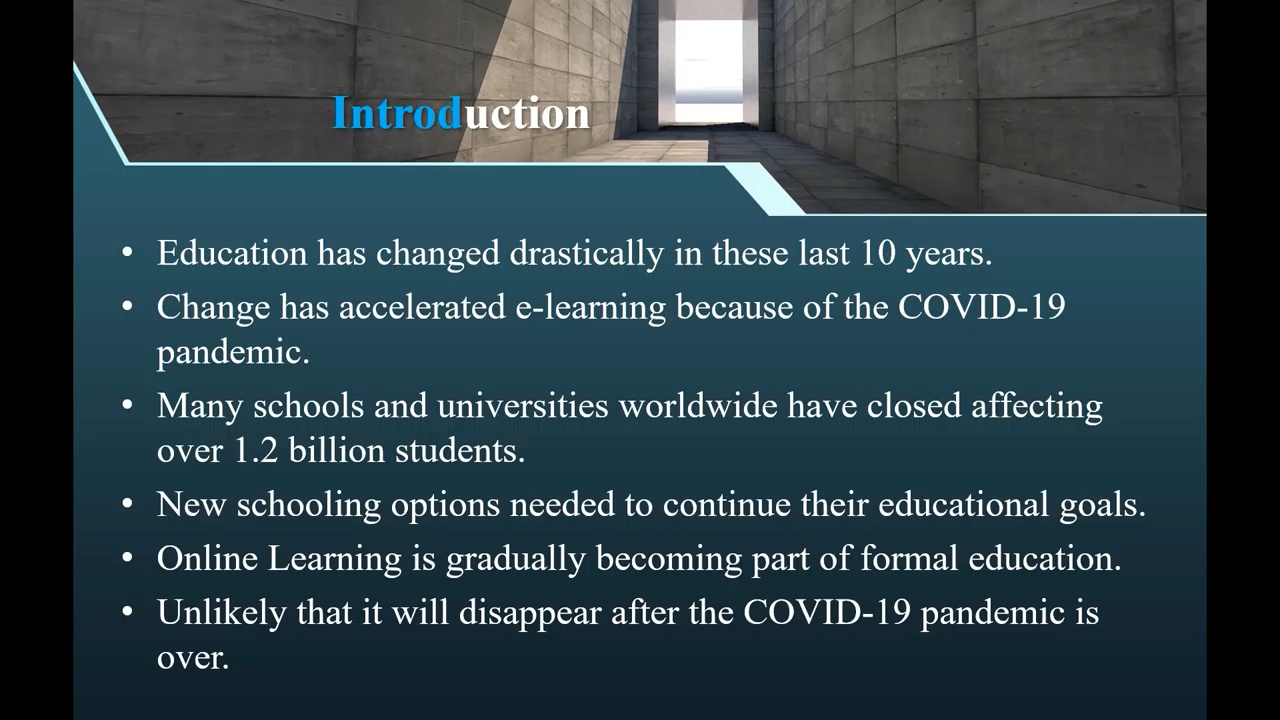 Introduction
• Education has changed drastically in these last 10 years.
• Change has accelerated e-learning because of the COVID-19
pandemic.
• Many schools and universities worldwide have closed affecting
over 1.2 billion students.
• New schooling options needed to continue their educational goals.
• Online Learning is gradually becoming part of formal education.
• Unlikely that it will disappear after the COVID-19 pandemic is
over.